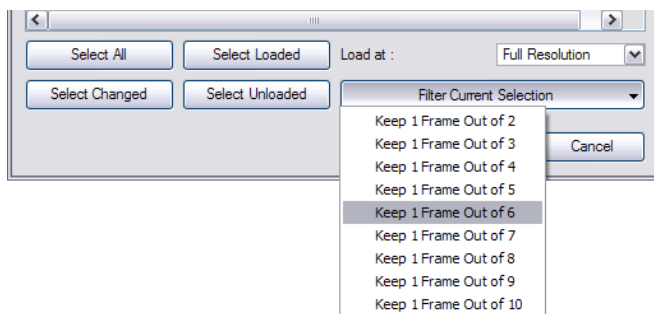 Select All Select Loaded Load at : Full Resolution
Select Changed Select Unloaded Filter Current Selection
Keep 1 Frame Out of 2
Keep 1 Frame Out of 3
Cancel
Keep 1 Frame Out of 4
Keep 1 Frame Out of 5
Keep 1 Frame Out of 6
Keep 1 Frame Out of 7
Keep 1 Frame Out of 8
Keep 1 Frame Out of 9
Keep 1 Frame Out of 10